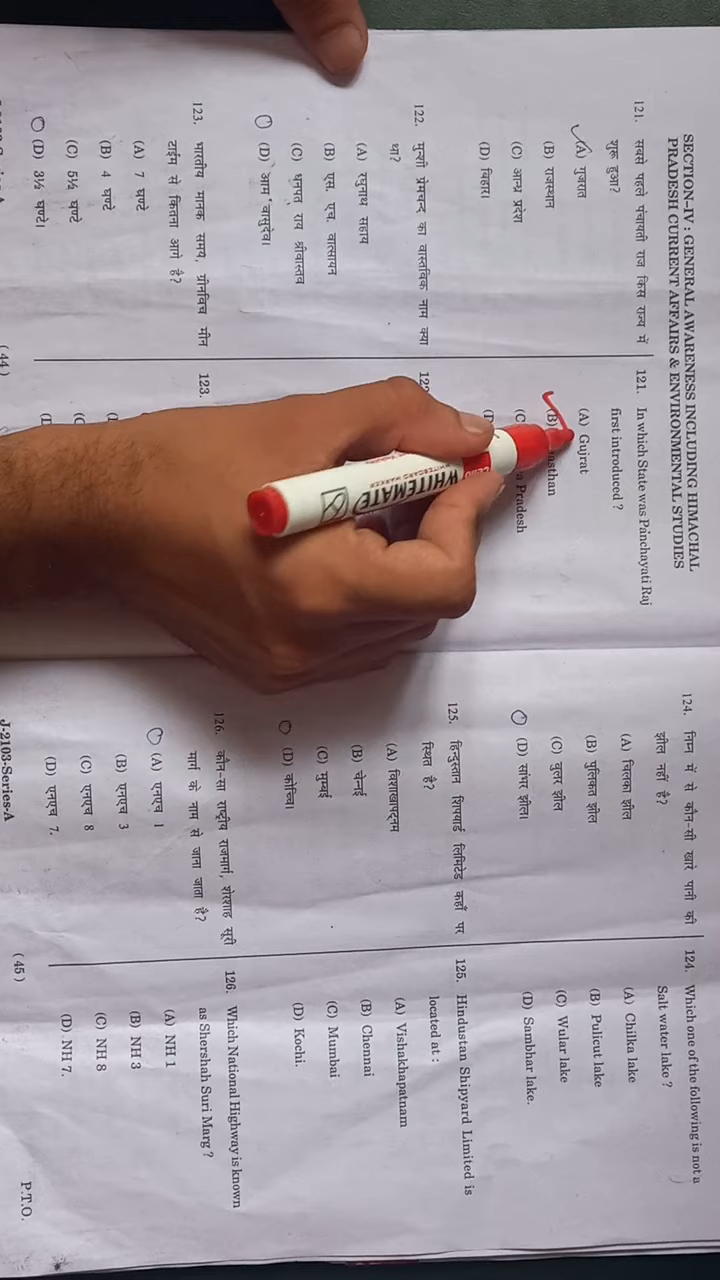 SECTION-IV : GENERAL AWARENESS INCLUDING HIMACHAL
PRADESH CURRENT AFFAIRS & ENVIRONMENTAL STUDIES
121. सबसे पहले पंचायती राज किस राज्य में
शुरू हुआ?
(A) गुजरात
(B) राजस्थान
(C) आन्ध्र प्रदेश
(D) बिहार।
122. मुन्शी प्रेमचन्द का वास्तविक नाम क्या
था?
(A) रघुनाथ सहाय
(B) एस. एच. वात्सायन
(C) धनपत राय श्रीवास्तव
(D) आम वासुदेव।
123. भारतीय मानक समय, ग्रीनविच मीन
टाईम से कितना आगे है?
(A) 7 घण्टे
(B) 4 घण्टे
(C) 5½ घण्टे
(D) 3½ घण्टे।
(44)
121. In which State was Panchayati Raj
first introduced ?
(A) Gujrat
(B)
(C) Pradesh
123.
WHITEMATE
WHITEBOARD MARKER
124. निम्न में से कौन-सी खारे पानी की
झील नहीं है?
(A) चिलका झील
(B) पुलिकत झील
(C) वुलर झील
(D) सांभर झील।
125. हिन्दुस्तान शिपयार्ड लिमिटेड कहाँ पर
स्थित है?
(A) विशाखापट्नम
(B) चेन्नई
(C) मुम्बई
(D) कोच्चि।
126. कौन-सा राष्ट्रीय राजमार्ग, शेरशाह सूरी
मार्ग के नाम से जाना जाता है?
(A) एनएच 1
(B) एनएच 3
(C) एनएच 8
(D) एनएच 7.
J-2103-Series-A
(45)
124. Which one of the following is not a
Salt water lake ?
(A) Chilka lake
(B) Pulicut lake
(C) Wular lake
(D) Sambhar lake.
125. Hindustan Shipyard Limited is
located at :
(A) Vishakhapatnam
(B) Chennai
(C) Mumbai
(D) Kochi.
126. Which National Highway is known
as Shershah Suri Marg ?
(A) NH 1
(B) NH 3
(C) NH 8
(D) NH 7.
P.T.O.